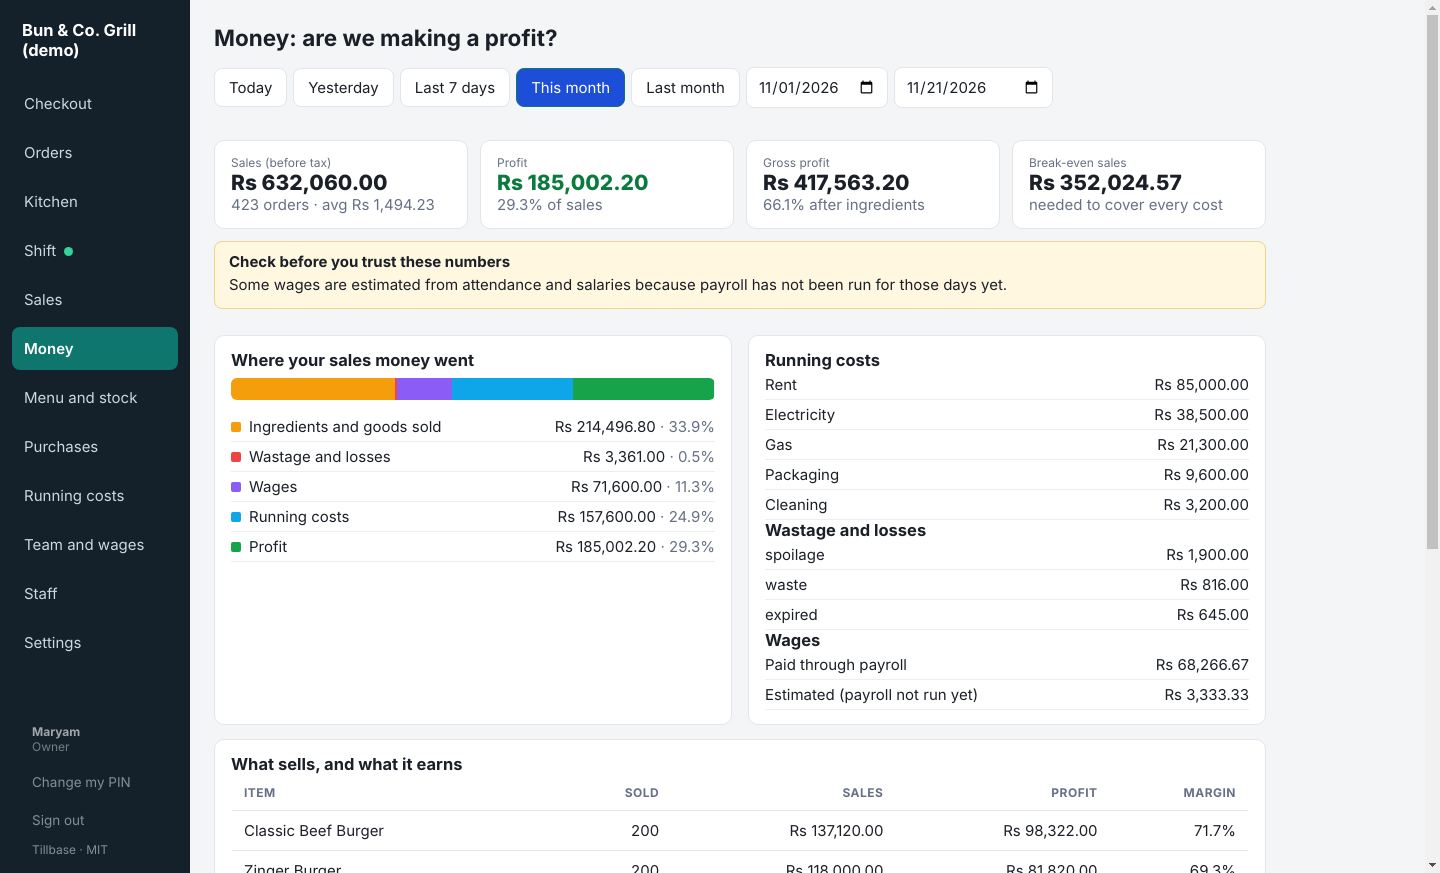 Bun & Co. Grill
(demo)
Checkout
Orders
Kitchen
Shift
Sales
Money
Menu and stock
Purchases
Running costs
Team and wages
Staff
Settings
Maryam
Owner
Change my PIN
Sign out
Tillbase · MIT
Money: are we making a profit?
Today
Yesterday
Last 7 days
This month
Last month
11/01/2026
11/21/2026
Sales (before tax)
Rs 632,060.00
423 orders · avg Rs 1,494.23
Profit
Rs 185,002.20
29.3% of sales
Gross profit
Rs 417,563.20
66.1% after ingredients
Break-even sales
Rs 352,024.57
needed to cover every cost
Check before you trust these numbers
Some wages are estimated from attendance and salaries because payroll has not been run for those days yet.
Where your sales money went
Ingredients and goods sold Rs 214,496.80 · 33.9%
Wastage and losses Rs 3,361.00 · 0.5%
Wages Rs 71,600.00 · 11.3%
Running costs Rs 157,600.00 · 24.9%
Profit Rs 185,002.20 · 29.3%
Running costs
Rent Rs 85,000.00
Electricity Rs 38,500.00
Gas Rs 21,300.00
Packaging Rs 9,600.00
Cleaning Rs 3,200.00
Wastage and losses
spoilage Rs 1,900.00
waste Rs 816.00
expired Rs 645.00
Wages
Paid through payroll Rs 68,266.67
Estimated (payroll not run yet) Rs 3,333.33
What sells, and what it earns
ITEM SOLD SALES PROFIT MARGIN
Classic Beef Burger 200 Rs 137,120.00 Rs 98,322.00 71.7%
Zinger Burger 200 Rs 118,000.00 Rs 81,820.00 69.3%